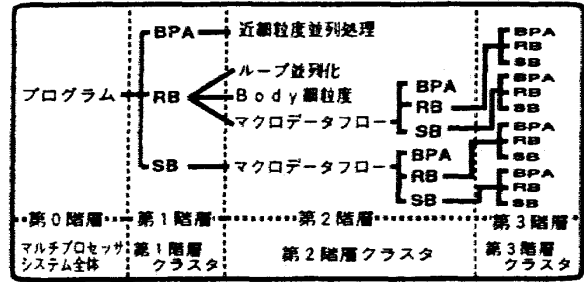 プログラム
BPA
近細粒度並列処理
RB
ループ並列化
Body細粒度
マクロデータフロー
BPA
RB
SB
SB
マクロデータフロー
BPA
RB
SB
BPA
RB
SB
BPA
RB
SB
BPA
RB
SB
BPA
RB
SB
第0階層
第1階層
第2階層
第3階層
マルチプロセッサ
システム全体
第1階層
クラスタ
第2階層クラスタ
第3階層
クラスタ